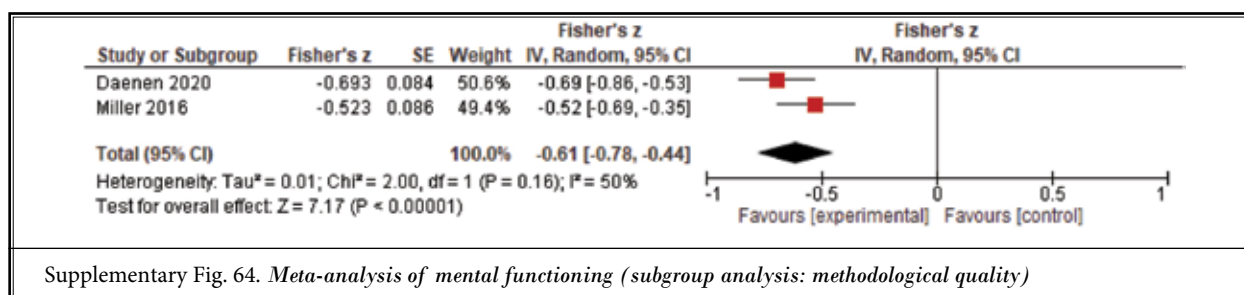 Fisher's z Fisher's z
Study or Subgroup Fisher's z SE Weight IV, Random, 95% CI IV, Random, 95% CI
Daenen 2020 -0.693 0.084 50.6% -0.69 [-0.86, -0.53]
Miller 2016 -0.523 0.086 49.4% -0.52 [-0.69, -0.35]
Total (95% CI) 100.0% -0.61 [-0.78, -0.44]
Heterogeneity: Tau² = 0.01; Chi² = 2.00, df = 1 (P = 0.16); I² = 50%
Test for overall effect: Z = 7.17 (P < 0.00001)
-1 -0.5 0 0.5 1
Favours [experimental] Favours [control]
Supplementary Fig. 64. Meta-analysis of mental functioning (subgroup analysis: methodological quality)